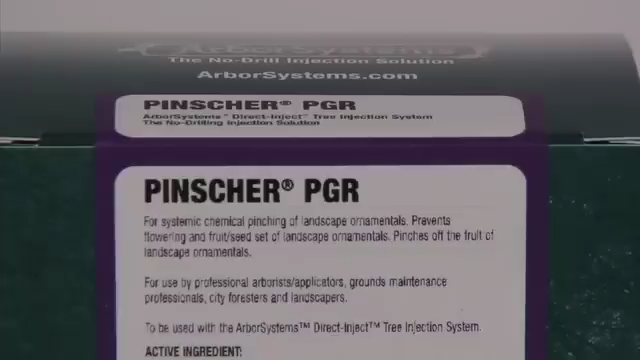 ArborSystems
The No-Drill Injection Solution
ArborSystems.com
PINSCHER® PGR
ArborSystems™ Direct-Inject™ Tree Injection System
The No-Drilling Injection Solution
PINSCHER® PGR
For systemic chemical pinching of landscape ornamentals. Prevents
flowering and fruit/seed set of landscape ornamentals. Pinches off the fruit of
landscape ornamentals.
For use by professional arborists/applicators, grounds maintenance
professionals, city foresters and landscapers.
To be used with the ArborSystems™ Direct-Inject™ Tree Injection System.
ACTIVE INGREDIENT: